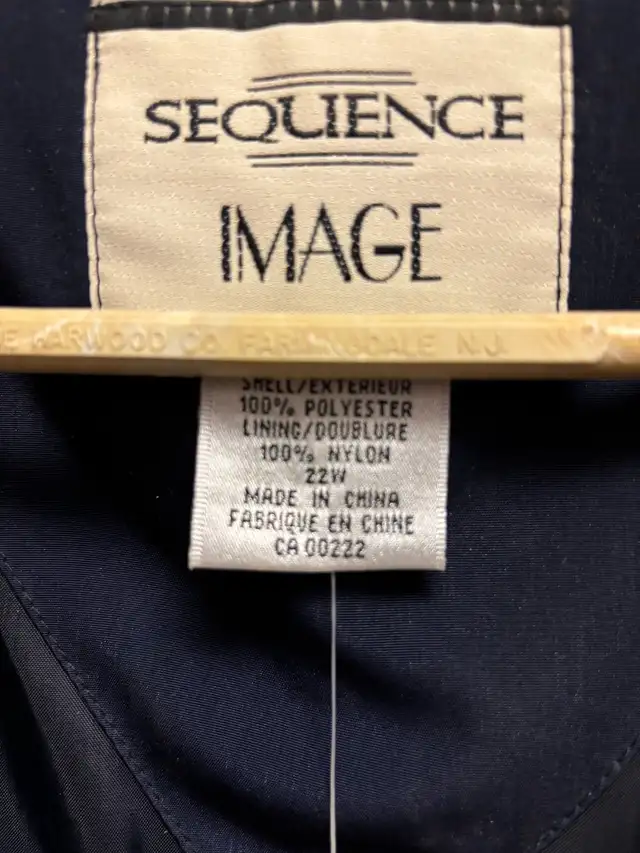 SEQUENCE
IMAGE
HARWOOD Co. FARMINGDALE N.J.
SHELL/EXTERIEUR
100% POLYESTER
LINING/DOUBLURE
100% NYLON
22W
MADE IN CHINA
FABRIQUE EN CHINE
CA 00222